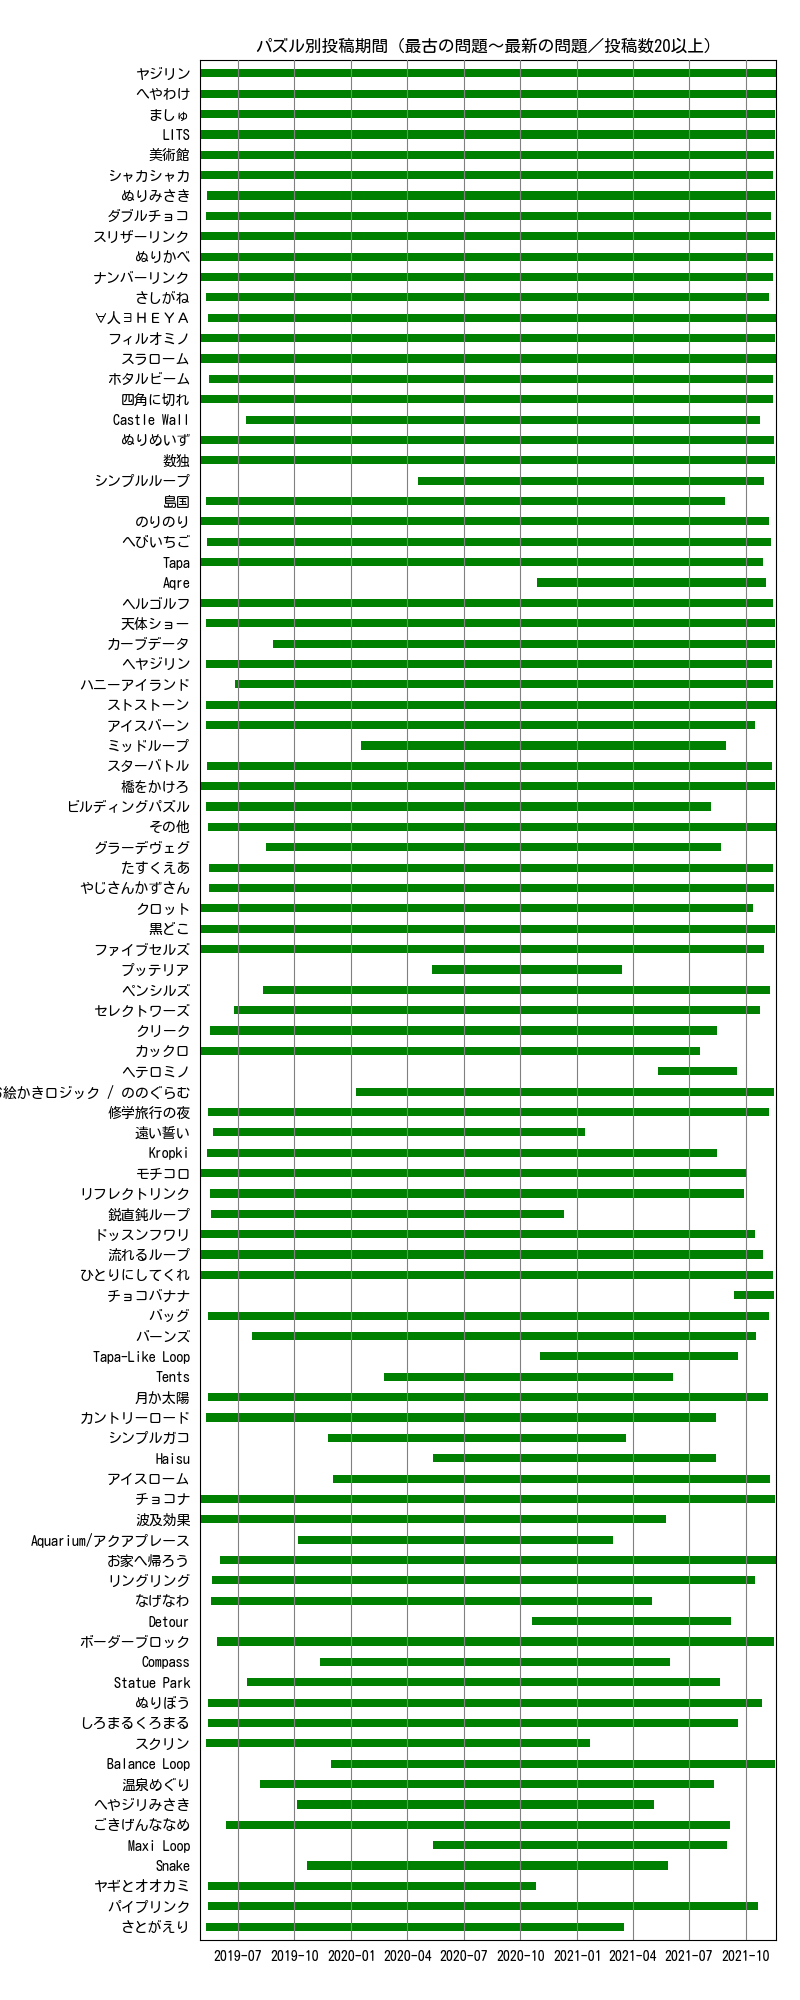 パズル別投稿期間（最古の問題～最新の問題／投稿数20以上）
ヤジリン
へやわけ
ましゅ
LITS
美術館
シャカシャカ
ぬりみさき
ダブルチョコ
スリザーリンク
ぬりかべ
ナンバーリンク
さしがね
∀人∃ＨＥＹＡ
フィルオミノ
スラローム
ホタルビーム
四角に切れ
Castle Wall
ぬりめいず
数独
シンプルループ
島国
のりのり
へびいちご
Tapa
Aqre
ヘルゴルフ
天体ショー
カーブデータ
ヘヤジリン
ハニーアイランド
ストストーン
アイスバーン
ミッドループ
スターバトル
橋をかけろ
ビルディングパズル
その他
グラーデヴェグ
たすくえあ
やじさんかずさん
クロット
黒どこ
ファイブセルズ
プッテリア
ペンシルズ
セレクトワーズ
クリーク
カックロ
ヘテロミノ
絵かきロジック / ののぐらむ
修学旅行の夜
遠い誓い
Kropki
モチコロ
リフレクトリンク
鋭直鈍ループ
ドッスンフワリ
流れるループ
ひとりにしてくれ
チョコバナナ
バッグ
バーンズ
Tapa-Like Loop
Tents
月か太陽
カントリーロード
シンプルガコ
Haisu
アイスローム
チョコナ
波及効果
Aquarium/アクアプレース
お家へ帰ろう
リングリング
なげなわ
Detour
ボーダーブロック
Compass
Statue Park
ぬりぼう
しろまるくろまる
スクリン
Balance Loop
温泉めぐり
へやジリみさき
ごきげんななめ
Maxi Loop
Snake
ヤギとオオカミ
パイプリンク
さとがえり
2019-07 2019-10 2020-01 2020-04 2020-07 2020-10 2021-01 2021-04 2021-07 2021-10